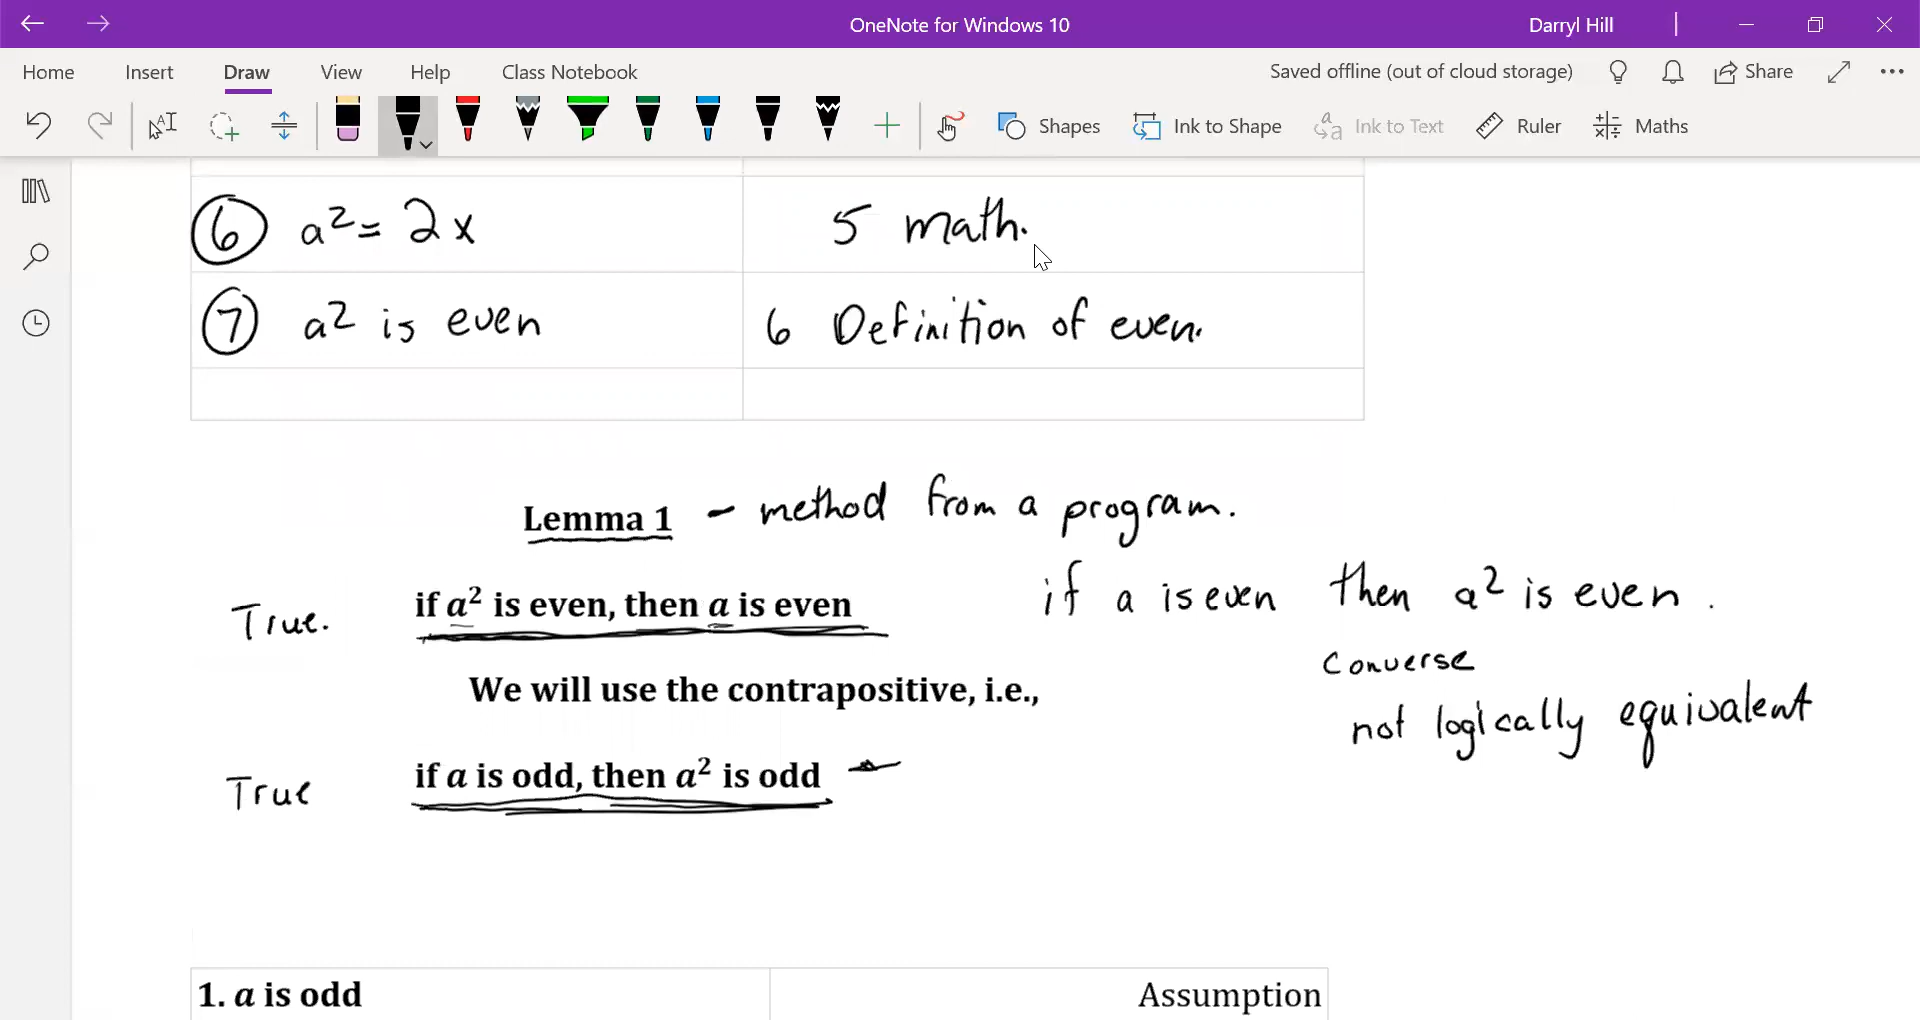 OneNote for Windows 10
Darryl Hill
Home Insert Draw View Help Class Notebook
Saved offline (out of cloud storage) Share
Shapes Ink to Shape Ink to Text Ruler Maths
⑥ a² = 2x 5 math.
⑦ a² is even 6 Definition of even.
Lemma 1 - method from a program.
True. if a² is even, then a is even if a is even then a² is even.
converse
We will use the contrapositive, i.e.,
not logically equivalent
True if a is odd, then a² is odd
1. a is odd Assumption